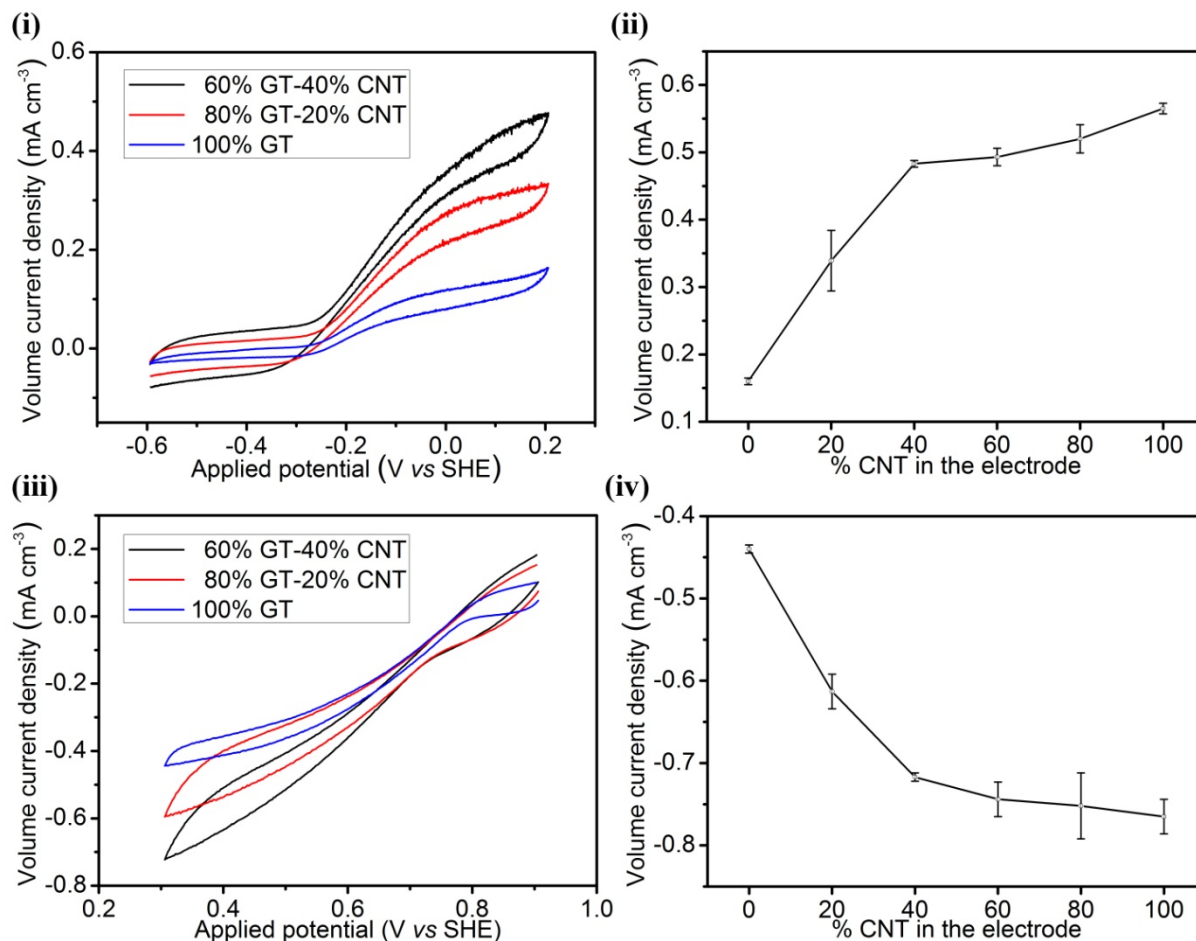 (i)
Volume current density (mA cm⁻³)
0.6
0.4
0.2
0.0
60% GT-40% CNT
80% GT-20% CNT
100% GT
-0.6 -0.4 -0.2 0.0 0.2
Applied potential (V vs SHE)
(ii)
Volume current density (mA cm⁻³)
0.6
0.5
0.4
0.3
0.2
0.1
0 20 40 60 80 100
% CNT in the electrode
(iii)
Volume current density (mA cm⁻³)
0.2
0.0
-0.2
-0.4
-0.6
-0.8
60% GT-40% CNT
80% GT-20% CNT
100% GT
0.2 0.4 0.6 0.8 1.0
Applied potential (V vs SHE)
(iv)
Volume current density (mA cm⁻³)
-0.4
-0.5
-0.6
-0.7
-0.8
0 20 40 60 80 100
% CNT in the electrode